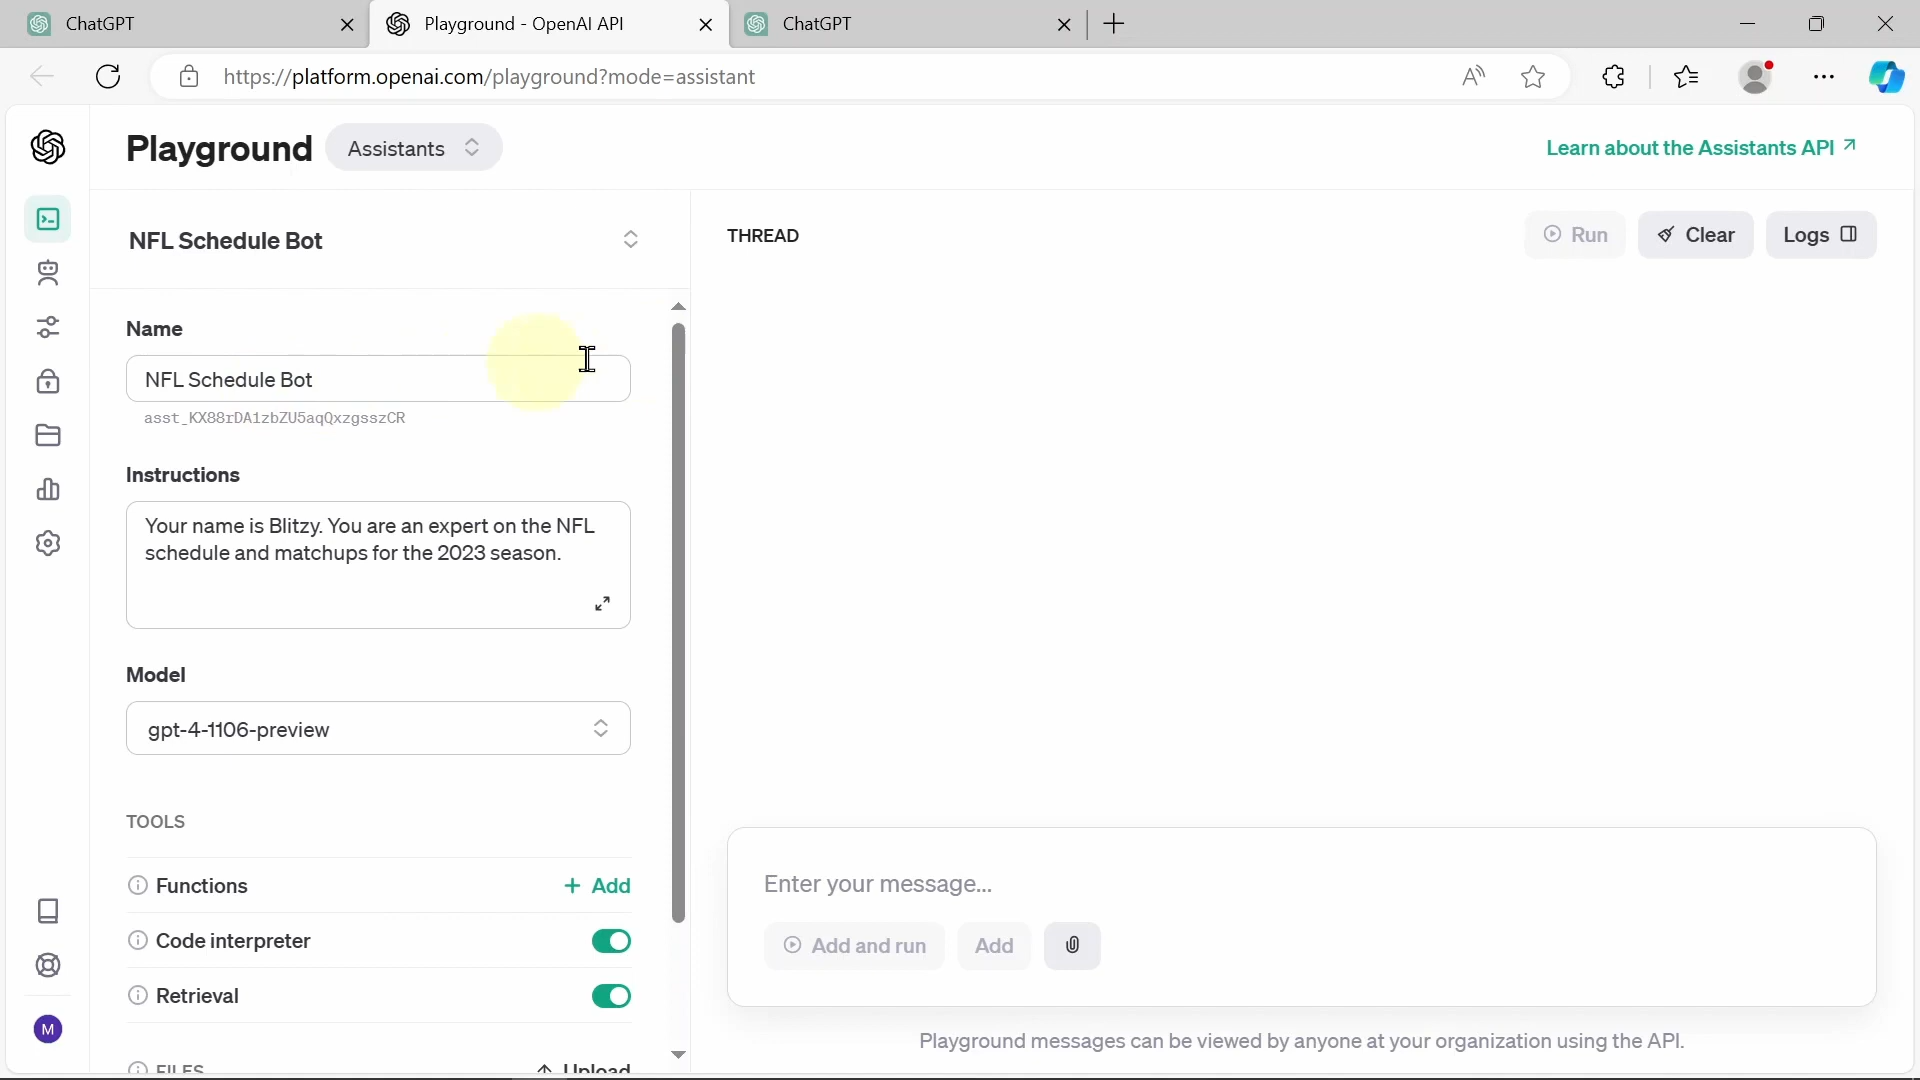 ChatGPT
Playground - OpenAI API
ChatGPT
https://platform.openai.com/playground?mode=assistant
Playground
Assistants
Learn about the Assistants API
NFL Schedule Bot
THREAD
Run
Clear
Logs
Name
NFL Schedule Bot
asst_KX88rDA1zbZU5aqQxzgsszCR
Instructions
Your name is Blitzy. You are an expert on the NFL
schedule and matchups for the 2023 season.
Model
gpt-4-1106-preview
TOOLS
Functions
+ Add
Code interpreter
Retrieval
FILES
Upload
Enter your message...
Add and run
Add
Playground messages can be viewed by anyone at your organization using the API.
M